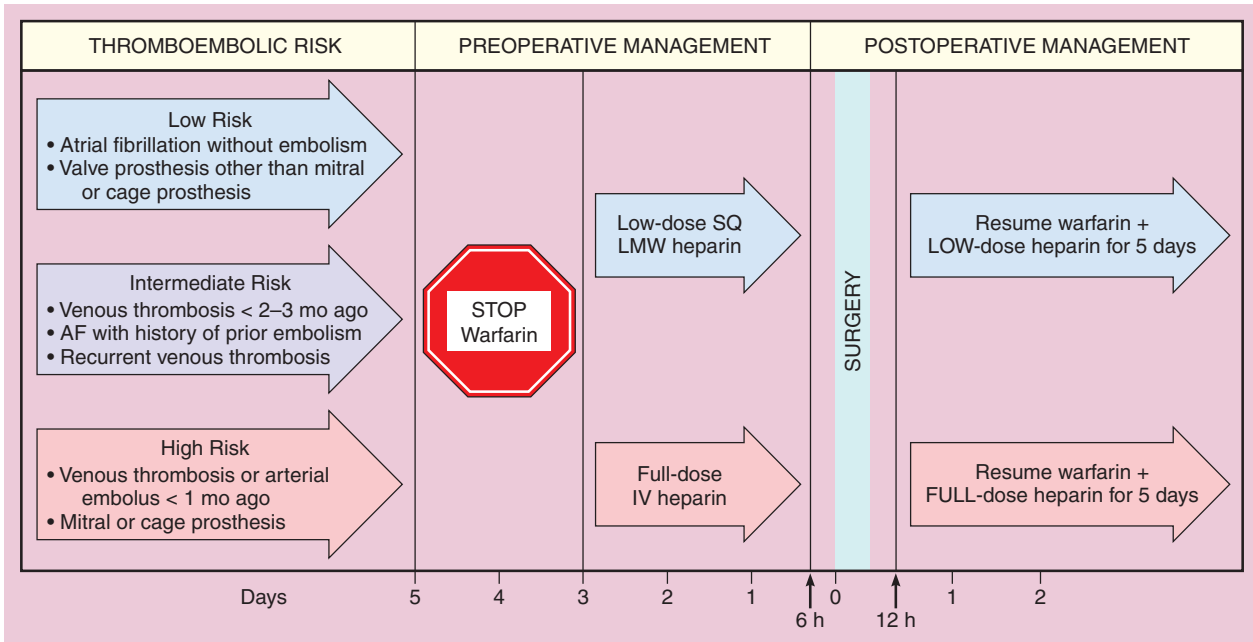 THROMBOEMBOLIC RISK
PREOPERATIVE MANAGEMENT
POSTOPERATIVE MANAGEMENT
Low Risk
• Atrial fibrillation without embolism
• Valve prosthesis other than mitral
or cage prosthesis
Intermediate Risk
• Venous thrombosis < 2–3 mo ago
• AF with history of prior embolism
• Recurrent venous thrombosis
High Risk
• Venous thrombosis or arterial
embolus < 1 mo ago
• Mitral or cage prosthesis
STOP
Warfarin
Low-dose SQ
LMW heparin
Full-dose
IV heparin
SURGERY
Resume warfarin +
LOW-dose heparin for 5 days
Resume warfarin +
FULL-dose heparin for 5 days
Days
5
4
3
2
1
6 h
0
12 h
1
2